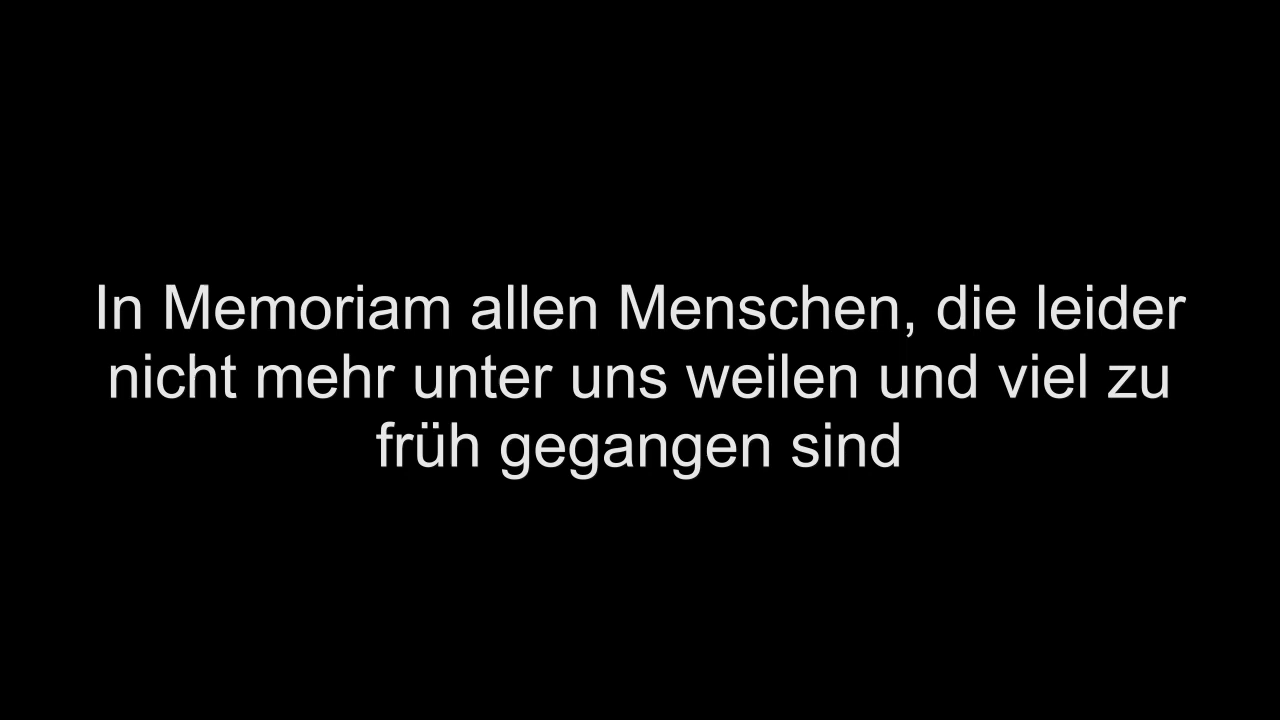 In Memoriam allen Menschen, die leider
nicht mehr unter uns weilen und viel zu
früh gegangen sind